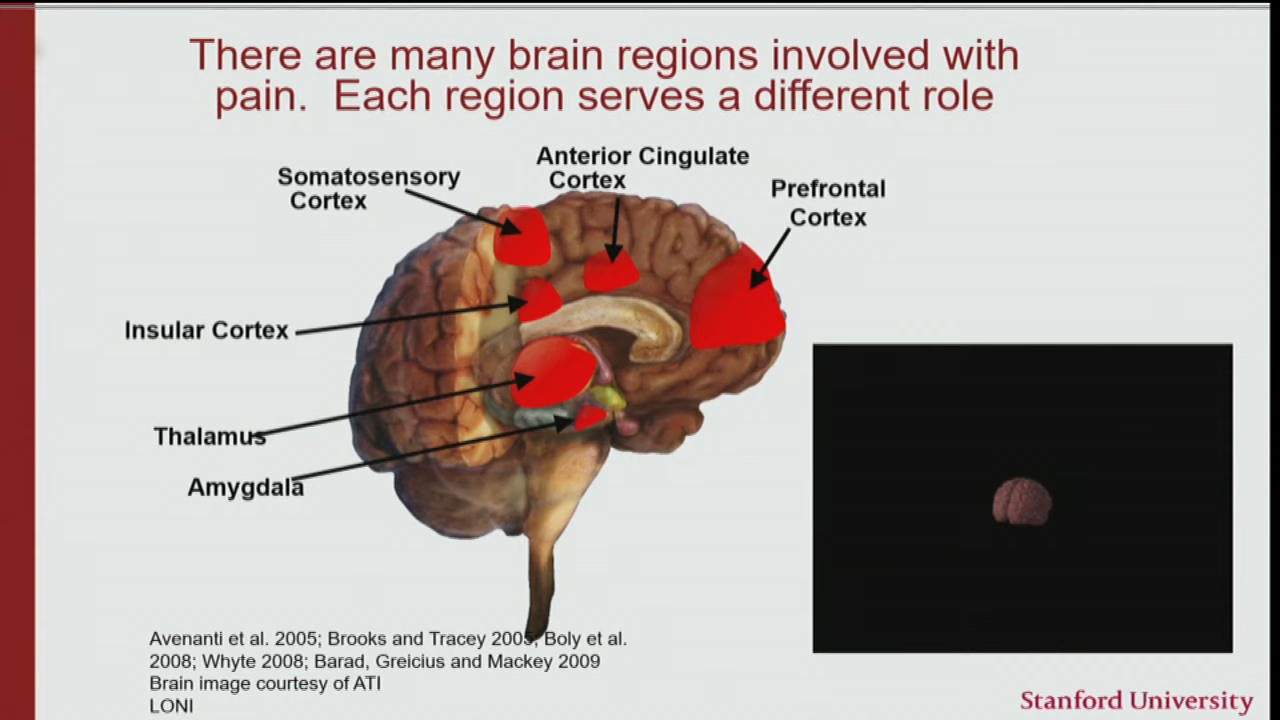 There are many brain regions involved with
pain. Each region serves a different role
Anterior Cingulate
Cortex
Somatosensory
Cortex
Prefrontal
Cortex
Insular Cortex
Thalamus
Amygdala
Avenanti et al. 2005; Brooks and Tracey 2005; Boly et al.
2008; Whyte 2008; Barad, Greicius and Mackey 2009
Brain image courtesy of ATI
LONI
Stanford University